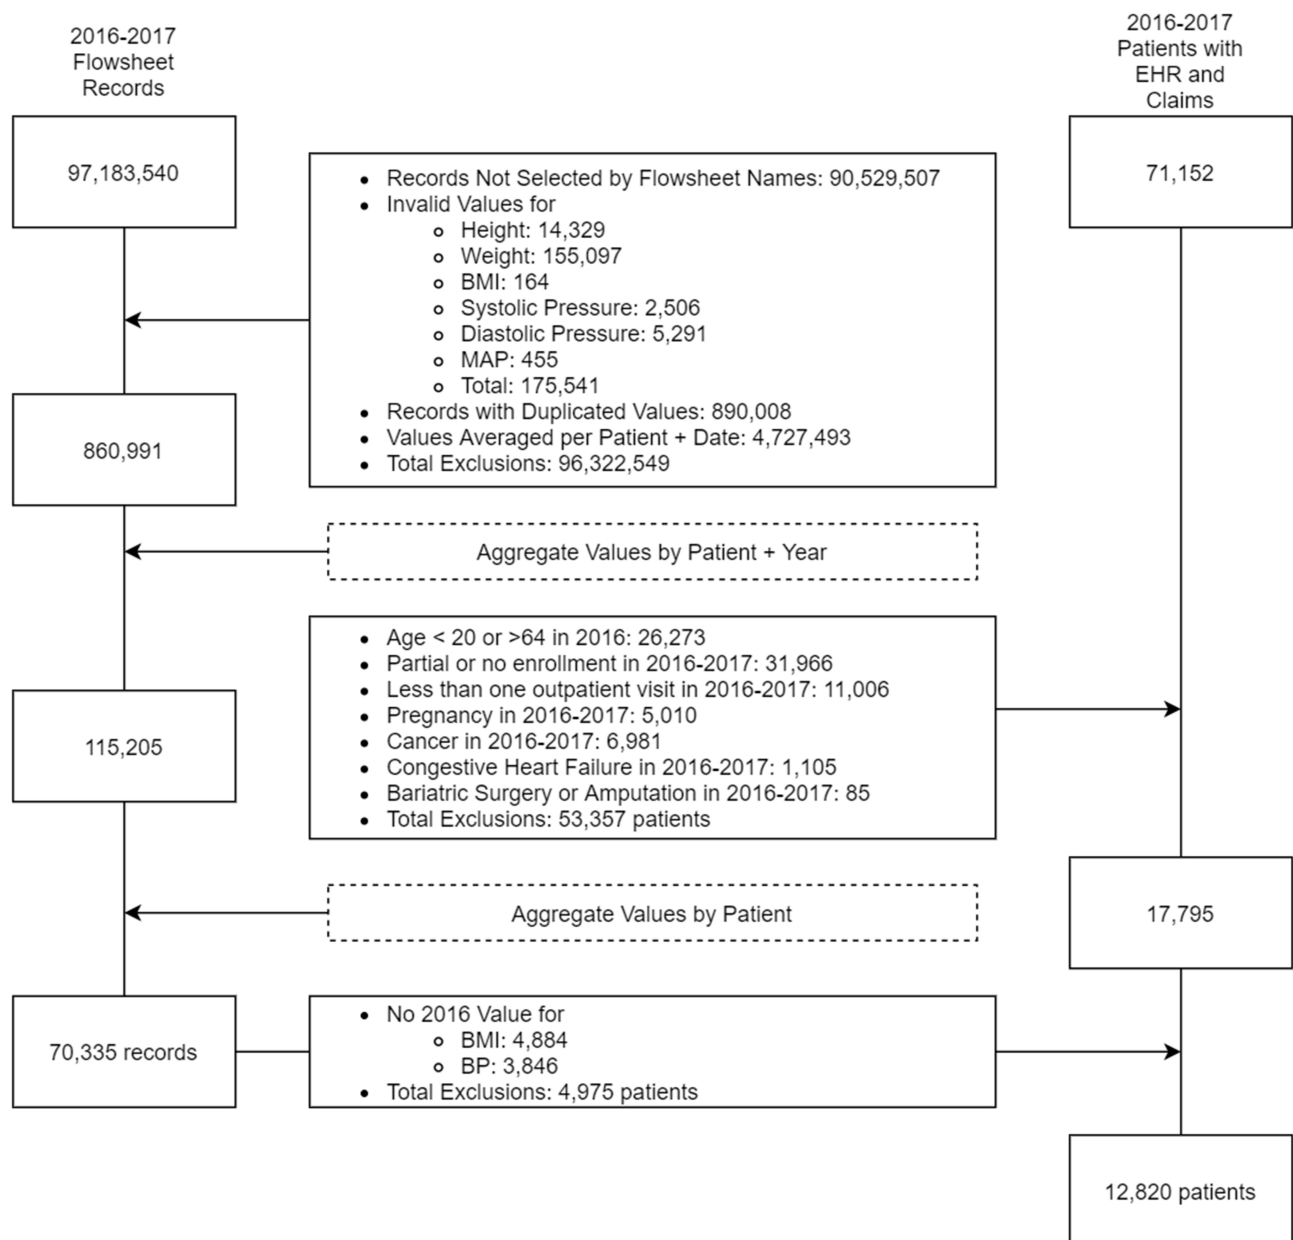 2016-2017
Flowsheet
Records
2016-2017
Patients with
EHR and
Claims
97,183,540
71,152
• Records Not Selected by Flowsheet Names: 90,529,507
• Invalid Values for
o Height: 14,329
o Weight: 155,097
o BMI: 164
o Systolic Pressure: 2,506
o Diastolic Pressure: 5,291
o MAP: 455
o Total: 175,541
• Records with Duplicated Values: 890,008
• Values Averaged per Patient + Date: 4,727,493
• Total Exclusions: 96,322,549
860,991
Aggregate Values by Patient + Year
• Age < 20 or >64 in 2016: 26,273
• Partial or no enrollment in 2016-2017: 31,966
• Less than one outpatient visit in 2016-2017: 11,006
• Pregnancy in 2016-2017: 5,010
• Cancer in 2016-2017: 6,981
• Congestive Heart Failure in 2016-2017: 1,105
• Bariatric Surgery or Amputation in 2016-2017: 85
• Total Exclusions: 53,357 patients
115,205
Aggregate Values by Patient
17,795
70,335 records
• No 2016 Value for
o BMI: 4,884
o BP: 3,846
• Total Exclusions: 4,975 patients
12,820 patients